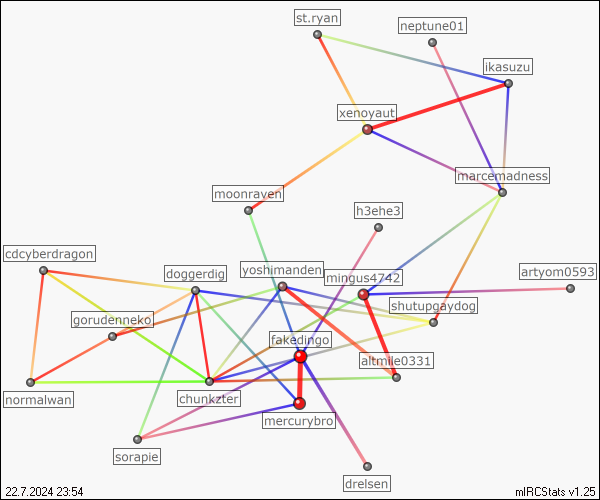 st.ryan
neptune01
ikasuzu
xenoyaut
marcemadness
moonraven
h3ehe3
cdcyberdragon
doggerdig
yoshimanden
mingus4742
artyom0593
gorudenneko
shutupgaydog
fakedingo
altmile0331
normalwan
chunkzter
mercurybro
sorapie
drelsen
22.7.2024 23:54
mIRCStats v1.25